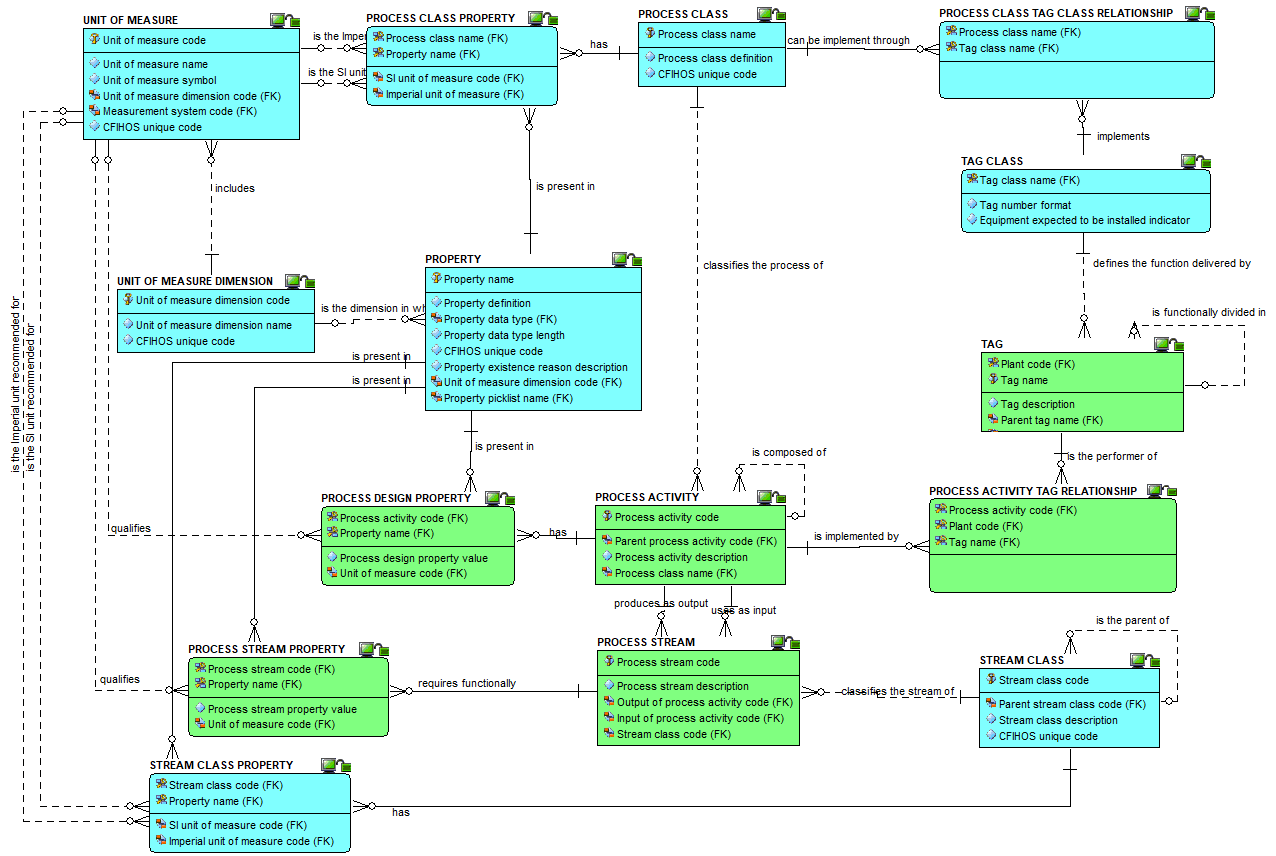 UNIT OF MEASURE
Unit of measure code
Unit of measure name
Unit of measure symbol
Unit of measure dimension code (FK)
Measurement system code (FK)
CFIHOS unique code
is the Imper
is the SI unit
PROCESS CLASS PROPERTY
Process class name (FK)
Property name (FK)
SI unit of measure code (FK)
Imperial unit of measure (FK)
has
PROCESS CLASS
Process class name
Process class definition
CFIHOS unique code
can be implement through
PROCESS CLASS TAG CLASS RELATIONSHIP
Process class name (FK)
Tag class name (FK)
implements
TAG CLASS
Tag class name (FK)
Tag number format
Equipment expected to be installed indicator
includes
is present in
classifies the process of
defines the function delivered by
UNIT OF MEASURE DIMENSION
Unit of measure dimension code
Unit of measure dimension name
CFIHOS unique code
is the dimension in wh
PROPERTY
Property name
Property definition
Property data type (FK)
Property data type length
CFIHOS unique code
Property existence reason description
Unit of measure dimension code (FK)
Property picklist name (FK)
is present in
is present in
is present in
is functionally divided in
TAG
Plant code (FK)
Tag name
Tag description
Parent tag name (FK)
is the performer of
is the Imperial unit recommended for
is the SI unit recommended for
PROCESS DESIGN PROPERTY
Process activity code (FK)
Property name (FK)
Process design property value
Unit of measure code (FK)
qualifies
has
is composed of
PROCESS ACTIVITY
Process activity code
Parent process activity code (FK)
Process activity description
Process class name (FK)
is implemented by
PROCESS ACTIVITY TAG RELATIONSHIP
Process activity code (FK)
Plant code (FK)
Tag name (FK)
produces as output
uses as input
PROCESS STREAM PROPERTY
Process stream code (FK)
Property name (FK)
Process stream property value
Unit of measure code (FK)
qualifies
requires functionally
PROCESS STREAM
Process stream code
Process stream description
Output of process activity code (FK)
Input of process activity code (FK)
Stream class code (FK)
classifies the stream of
is the parent of
STREAM CLASS
Stream class code
Parent stream class code (FK)
Stream class description
CFIHOS unique code
STREAM CLASS PROPERTY
Stream class code (FK)
Property name (FK)
SI unit of measure code (FK)
Imperial unit of measure code (FK)
has